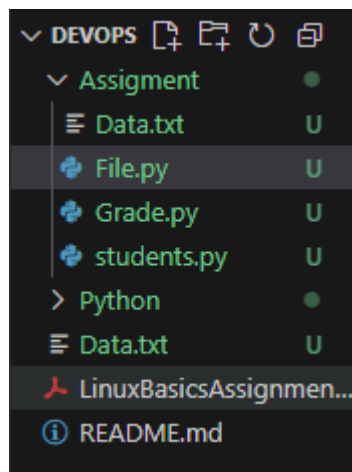 DEVOPS
Assigment
Data.txt U
File.py U
Grade.py U
students.py U
Python
Data.txt U
LinuxBasicsAssignmen...
README.md